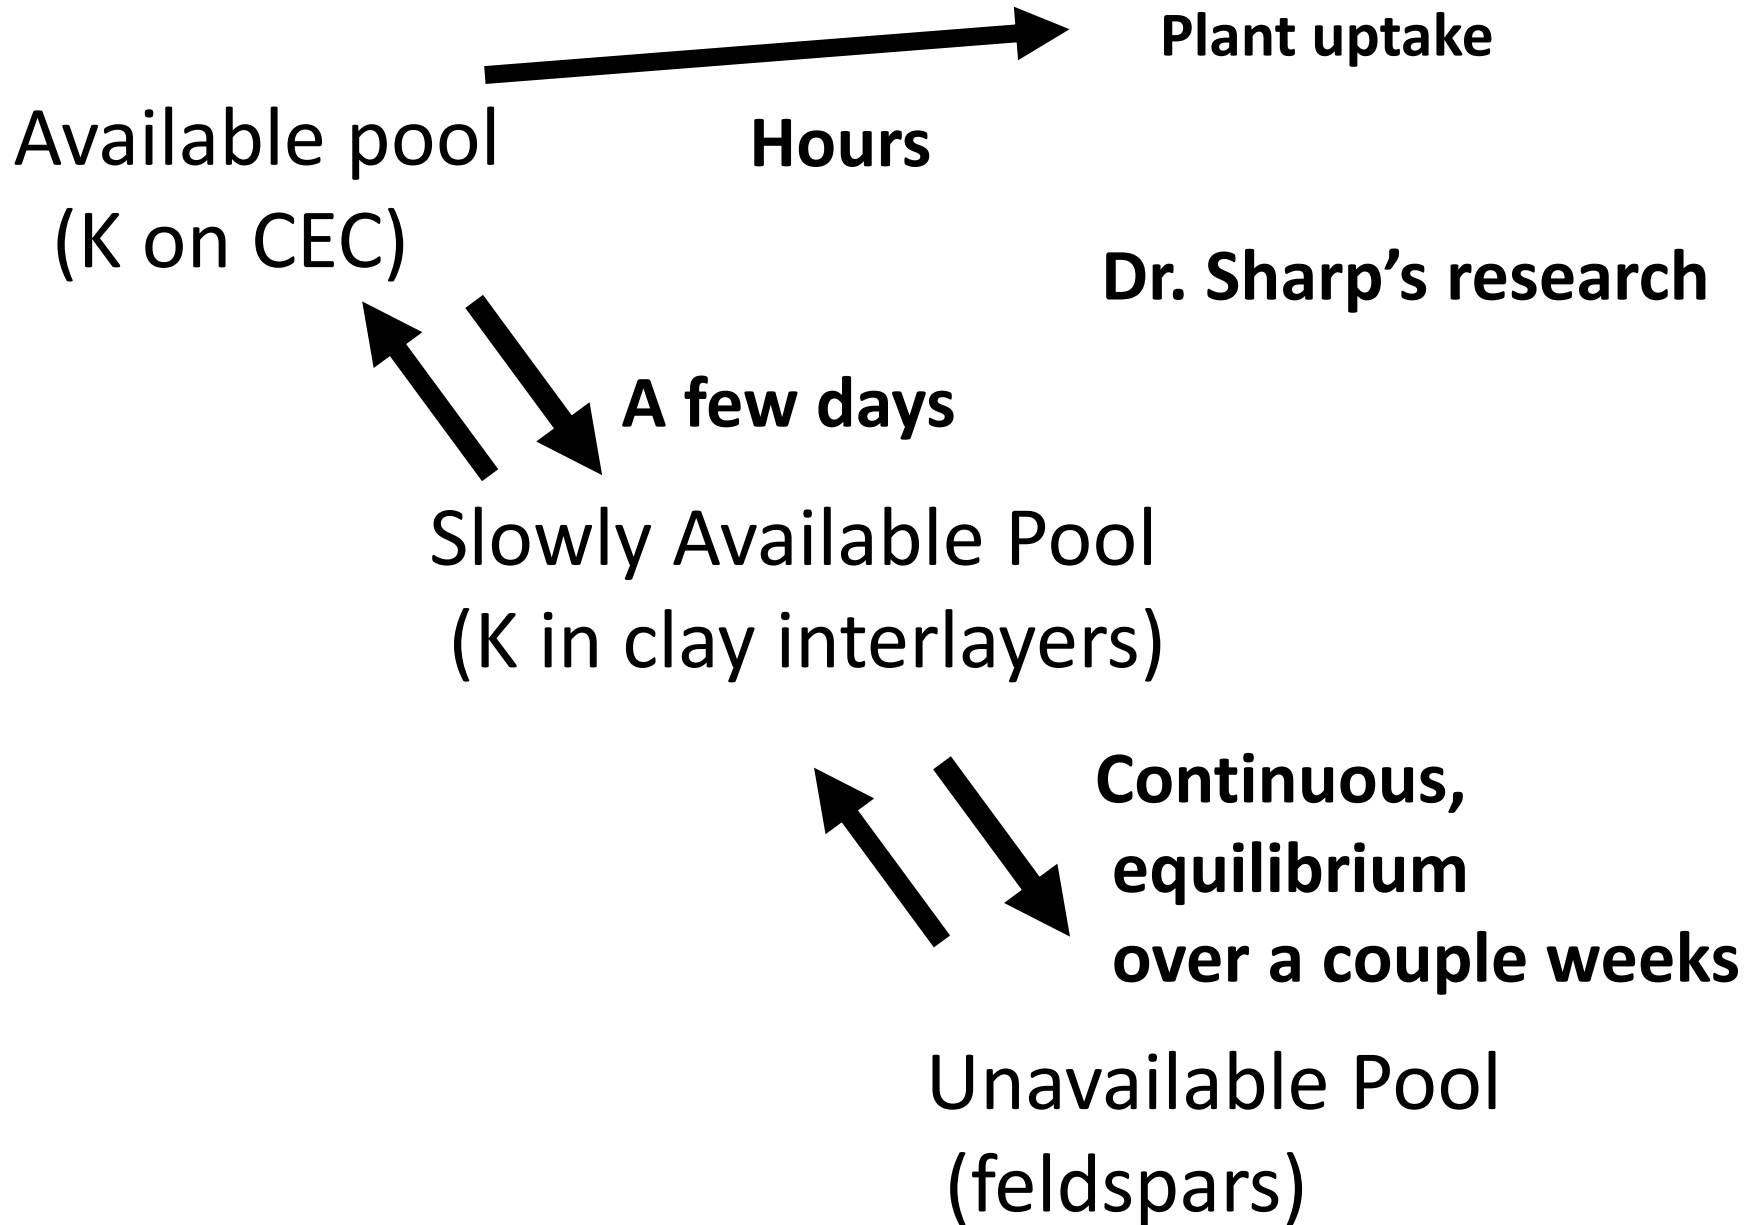 Plant uptake
Available pool
Hours
(K on CEC)
Dr. Sharp’s research
A few days
Slowly Available Pool
(K in clay interlayers)
Continuous,
equilibrium
over a couple weeks
Unavailable Pool
(feldspars)